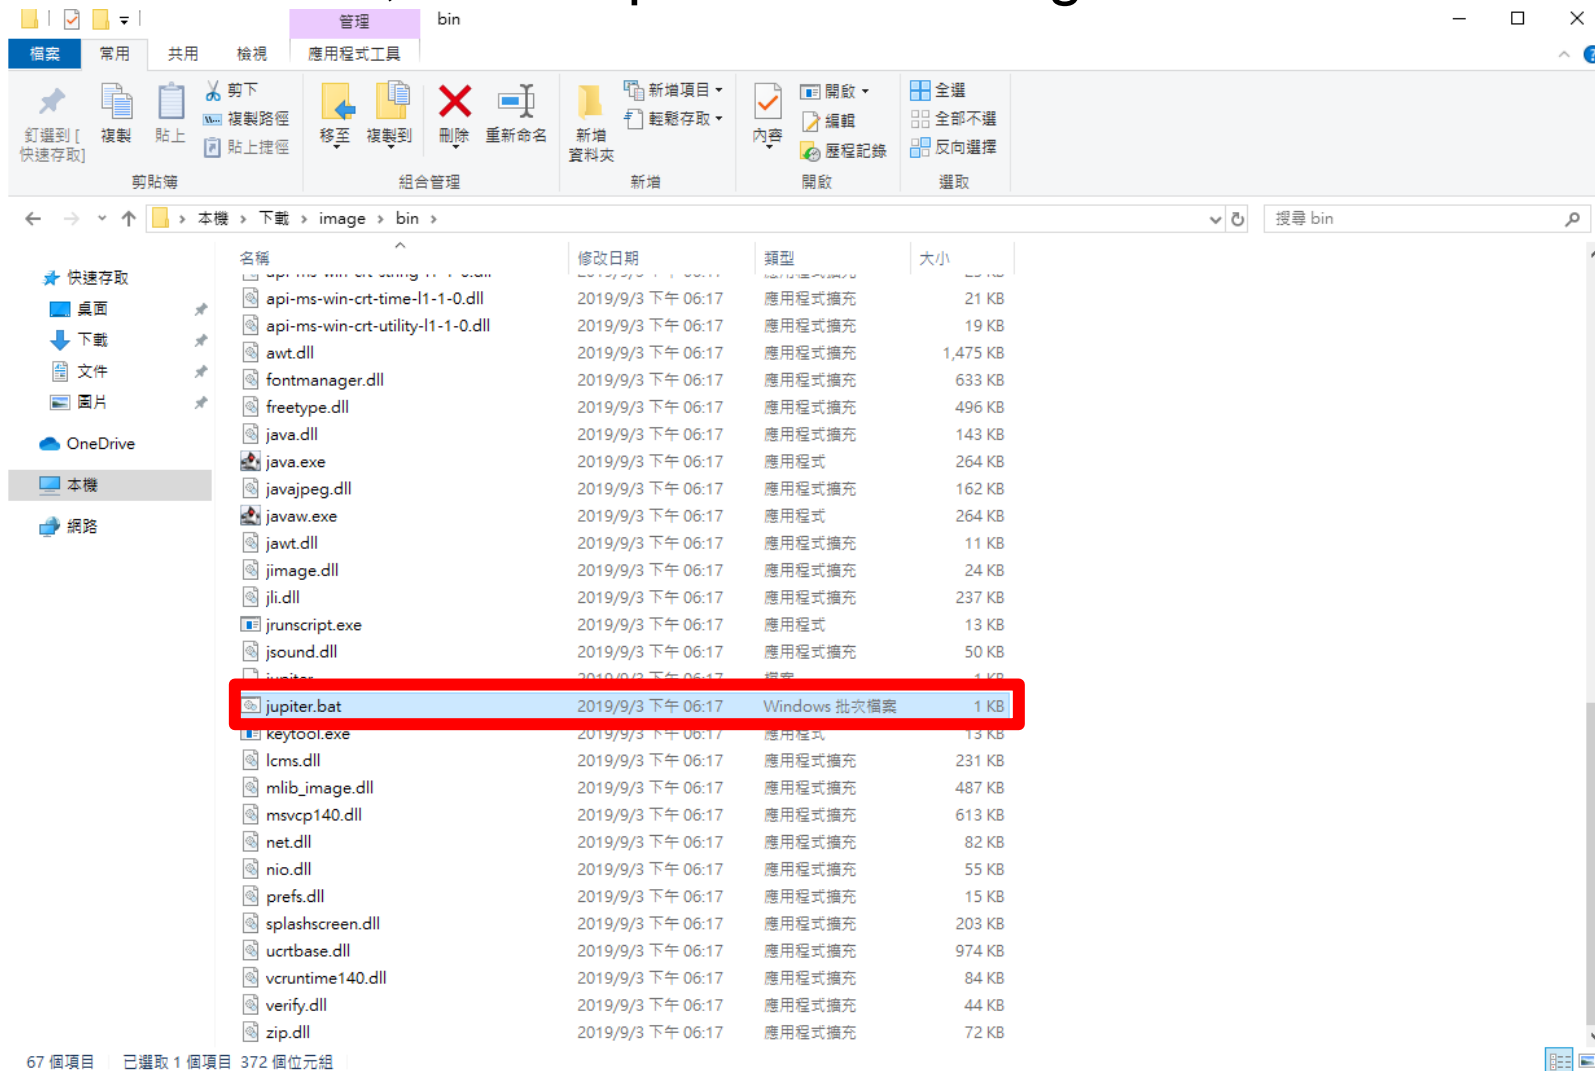 管理 bin
檔案 常用 共用 檢視 應用程式工具
釘選到 [快速存取]
複製
貼上
剪下
複製路徑
貼上捷徑
剪貼簿
移至
複製到
刪除
重新命名
組合管理
新增資料夾
新增項目
輕鬆存取
新增
內容
開啟
編輯
歷程記錄
開啟
全選
全部不選
反向選擇
選取
本機 › 下載 › image › bin ›
搜尋 bin
快速存取
桌面
下載
文件
圖片
OneDrive
本機
網路
名稱 修改日期 類型 大小
api-ms-win-crt-time-l1-1-0.dll 2019/9/3 下午 06:17 應用程式擴充 21 KB
api-ms-win-crt-utility-l1-1-0.dll 2019/9/3 下午 06:17 應用程式擴充 19 KB
awt.dll 2019/9/3 下午 06:17 應用程式擴充 1,475 KB
fontmanager.dll 2019/9/3 下午 06:17 應用程式擴充 633 KB
freetype.dll 2019/9/3 下午 06:17 應用程式擴充 496 KB
java.dll 2019/9/3 下午 06:17 應用程式擴充 143 KB
java.exe 2019/9/3 下午 06:17 應用程式 264 KB
javajpeg.dll 2019/9/3 下午 06:17 應用程式擴充 162 KB
javaw.exe 2019/9/3 下午 06:17 應用程式 264 KB
jawt.dll 2019/9/3 下午 06:17 應用程式擴充 11 KB
jimage.dll 2019/9/3 下午 06:17 應用程式擴充 24 KB
jli.dll 2019/9/3 下午 06:17 應用程式擴充 237 KB
jrunscript.exe 2019/9/3 下午 06:17 應用程式 13 KB
jsound.dll 2019/9/3 下午 06:17 應用程式擴充 50 KB
jupiter.bat 2019/9/3 下午 06:17 Windows 批次檔案 1 KB
keytool.exe 2019/9/3 下午 06:17 應用程式 13 KB
lcms.dll 2019/9/3 下午 06:17 應用程式擴充 231 KB
mlib_image.dll 2019/9/3 下午 06:17 應用程式擴充 487 KB
msvcp140.dll 2019/9/3 下午 06:17 應用程式擴充 613 KB
net.dll 2019/9/3 下午 06:17 應用程式擴充 82 KB
nio.dll 2019/9/3 下午 06:17 應用程式擴充 55 KB
prefs.dll 2019/9/3 下午 06:17 應用程式擴充 15 KB
splashscreen.dll 2019/9/3 下午 06:17 應用程式擴充 203 KB
ucrtbase.dll 2019/9/3 下午 06:17 應用程式擴充 974 KB
vcruntime140.dll 2019/9/3 下午 06:17 應用程式擴充 84 KB
verify.dll 2019/9/3 下午 06:17 應用程式擴充 44 KB
zip.dll 2019/9/3 下午 06:17 應用程式擴充 72 KB
67 個項目 已選取 1 個項目 372 個位元組